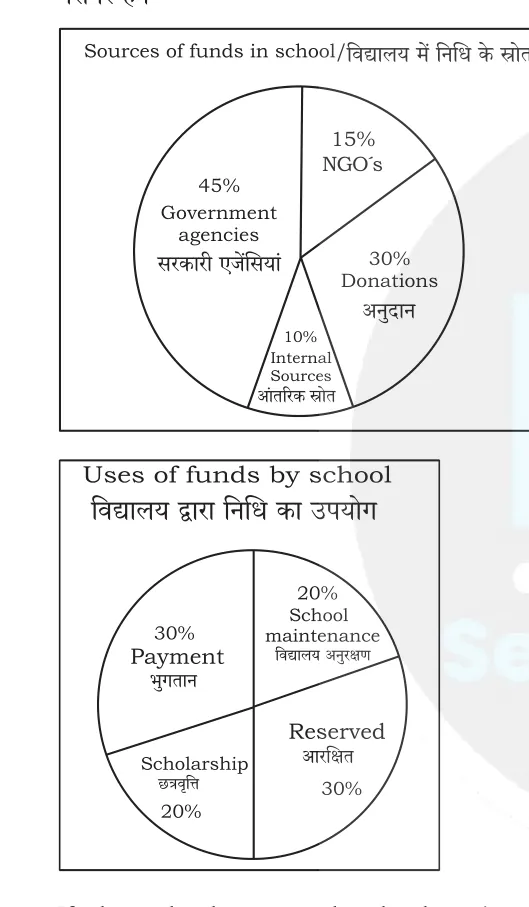 Sources of funds in school/विद्यालय में निधि के स्रोत
15%
NGO´s
45%
Government
agencies
सरकारी एजेंसियां
30%
Donations
अनुदान
10%
Internal
Sources
आंतरिक स्रोत
Uses of funds by school
विद्यालय द्वारा निधि का उपयोग
20%
School
maintenance
विद्यालय अनुरक्षण
30%
Payment
भुगतान
Reserved
आरक्षित
30%
Scholarship
छत्रवृत्ति
20%
Se